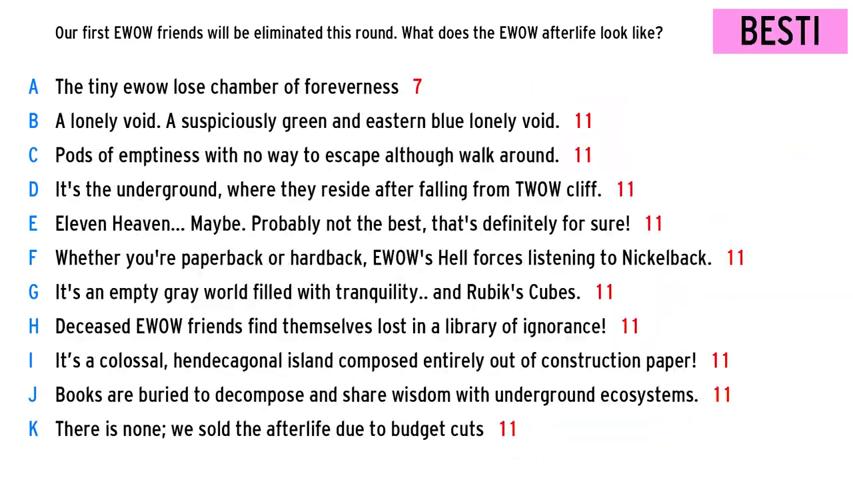 Our first EWOW friends will be eliminated this round. What does the EWOW afterlife look like?
BESTI
A The tiny ewow lose chamber of foreverness 7
B A lonely void. A suspiciously green and eastern blue lonely void. 11
C Pods of emptiness with no way to escape although walk around. 11
D It's the underground, where they reside after falling from TWOW cliff. 11
E Eleven Heaven... Maybe. Probably not the best, that's definitely for sure! 11
F Whether you're paperback or hardback, EWOW's Hell forces listening to Nickelback. 11
G It's an empty gray world filled with tranquility.. and Rubik's Cubes. 11
H Deceased EWOW friends find themselves lost in a library of ignorance! 11
I It’s a colossal, hendecagonal island composed entirely out of construction paper! 11
J Books are buried to decompose and share wisdom with underground ecosystems. 11
K There is none; we sold the afterlife due to budget cuts 11